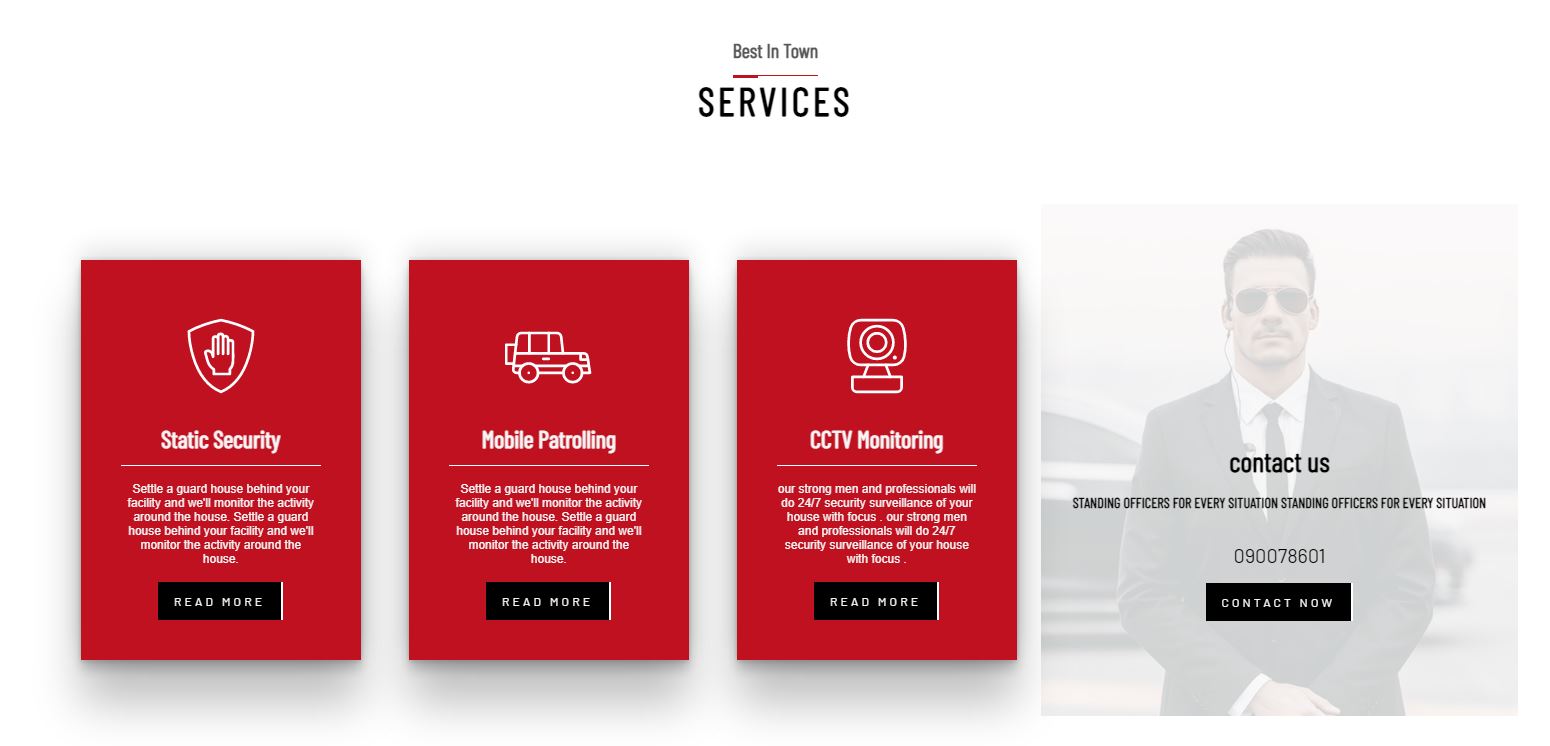 Best In Town
SERVICES
Static Security
Settle a guard house behind your
facility and we'll monitor the activity
around the house. Settle a guard
house behind your facility and we'll
monitor the activity around the
house.
READ MORE
Mobile Patrolling
Settle a guard house behind your
facility and we'll monitor the activity
around the house. Settle a guard
house behind your facility and we'll
monitor the activity around the
house.
READ MORE
CCTV Monitoring
our strong men and professionals will
do 24/7 security surveillance of your
house with focus . our strong men
and professionals will do 24/7
security surveillance of your house
with focus .
READ MORE
contact us
STANDING OFFICERS FOR EVERY SITUATION STANDING OFFICERS FOR EVERY SITUATION
090078601
CONTACT NOW